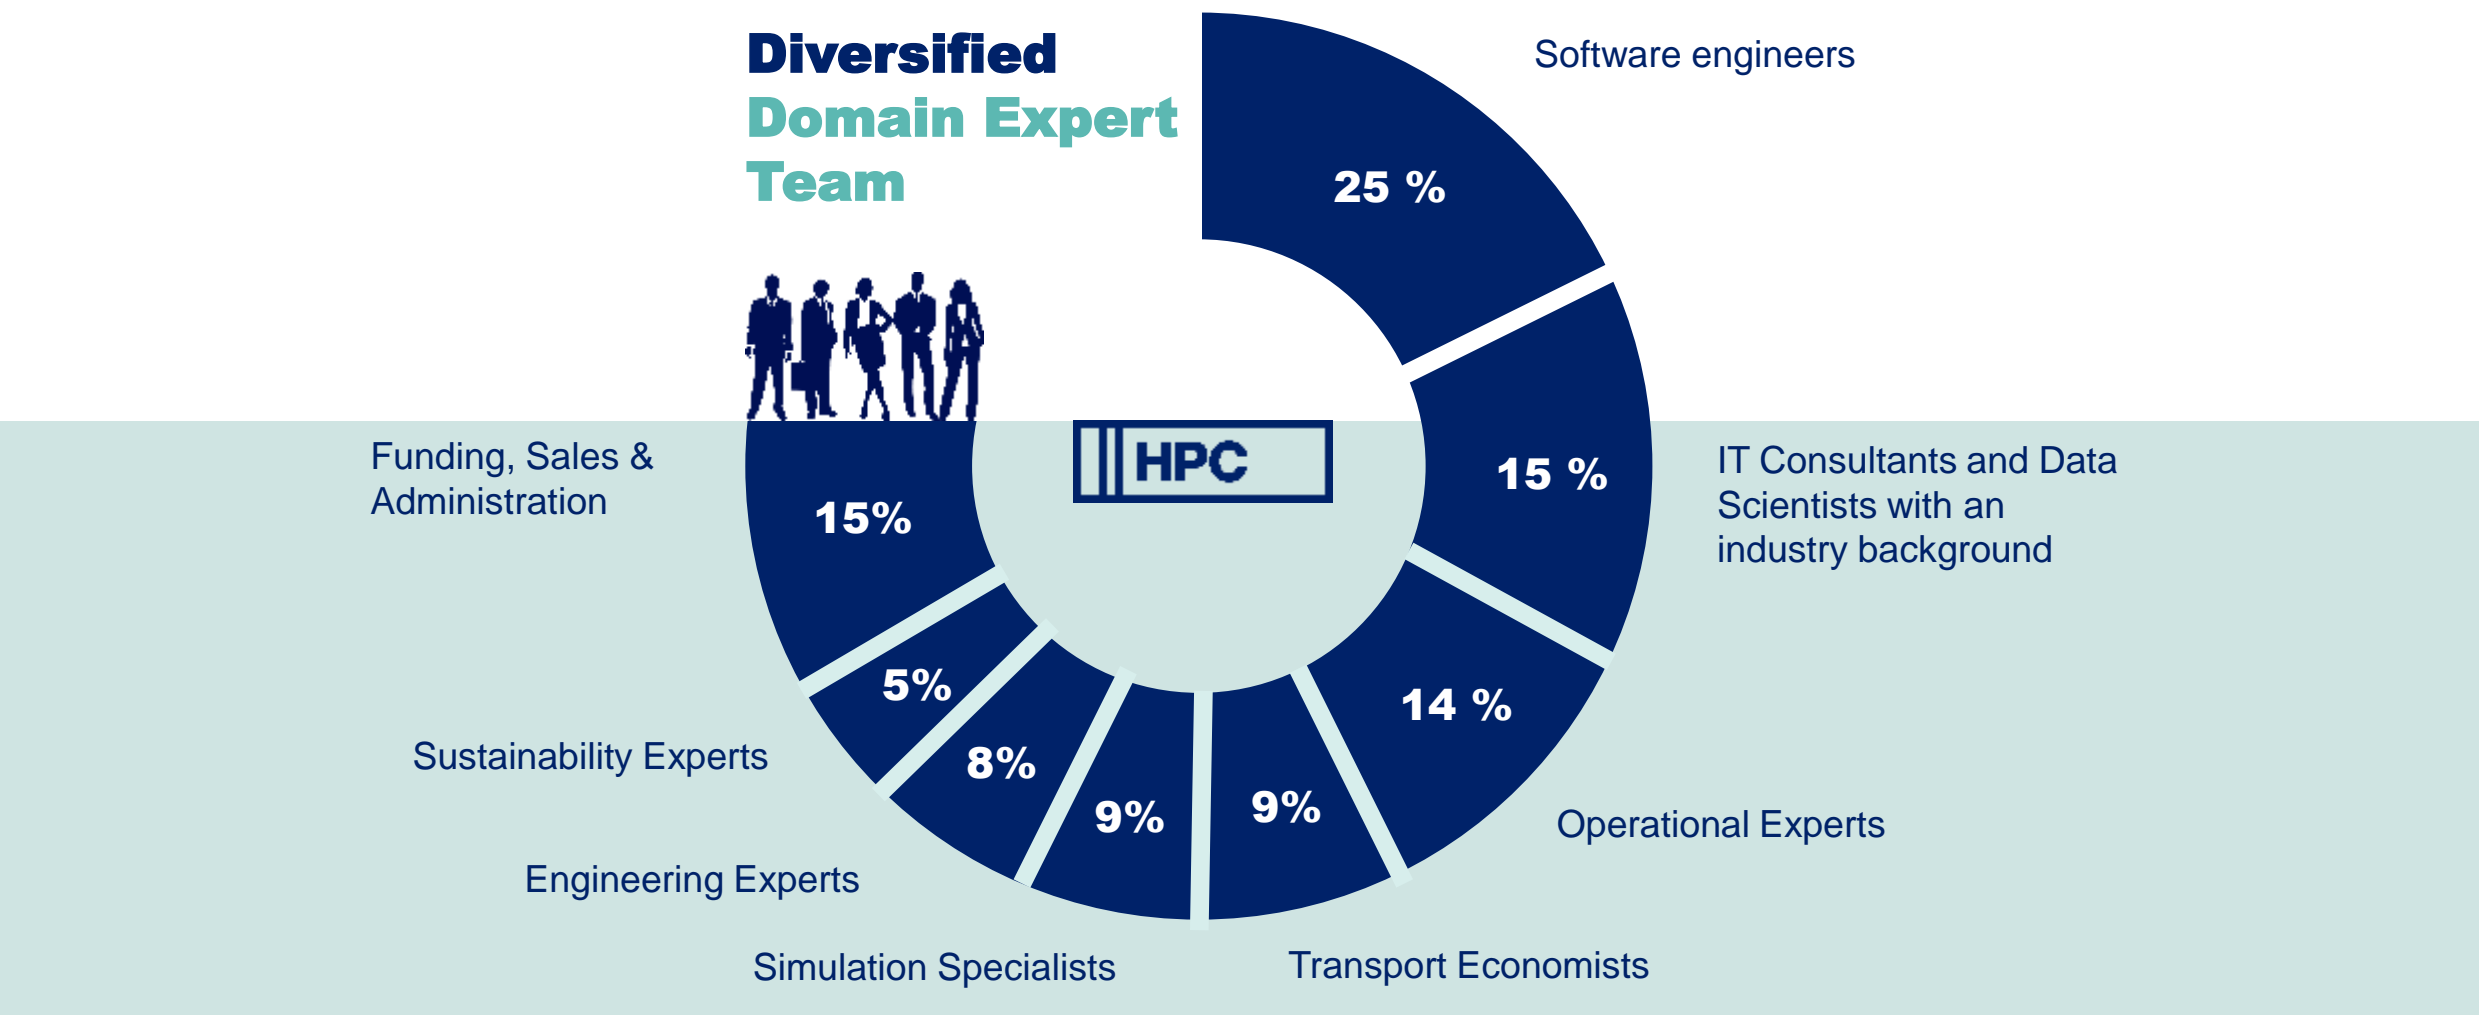 Diversified
Domain Expert
Team
Software engineers
25 %
HPC
15 %
IT Consultants and Data
Scientists with an
industry background
14 %
Operational Experts
9%
Transport Economists
9%
Simulation Specialists
8%
Engineering Experts
5%
Sustainability Experts
15%
Funding, Sales &
Administration